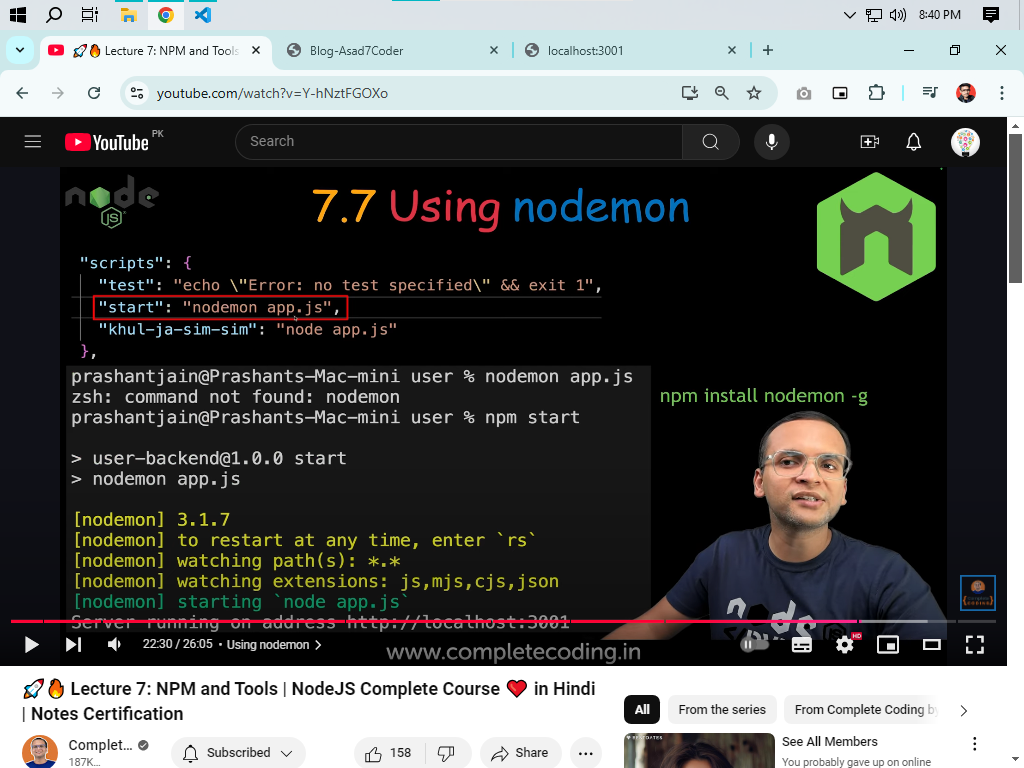 8:40 PM
🚀🔥 Lecture 7: NPM and Tools
Blog-Asad7Coder
localhost:3001
youtube.com/watch?v=Y-hNztFGOXo
YouTube PK
Search
node
JS
7.7 Using nodemon
"scripts": {
"test": "echo \"Error: no test specified\" && exit 1",
"start": "nodemon app.js",
"khul-ja-sim-sim": "node app.js"
},
prashantjain@Prashants-Mac-mini user % nodemon app.js
zsh: command not found: nodemon
prashantjain@Prashants-Mac-mini user % npm start
> user-backend@1.0.0 start
> nodemon app.js
[nodemon] 3.1.7
[nodemon] to restart at any time, enter `rs`
[nodemon] watching path(s): *.*
[nodemon] watching extensions: js,mjs,cjs,json
[nodemon] starting `node app.js`
Server running on address http://localhost:3001
npm install nodemon -g
22:30 / 26:05 • Using nodemon >
HD
www.completecoding.in
🚀🔥 Lecture 7: NPM and Tools | NodeJS Complete Course ❤️ in Hindi
| Notes Certification
Complet...
187K...
Subscribed
158
Share
All
From the series
From Complete Coding by
See All Members
You probably gave up on online